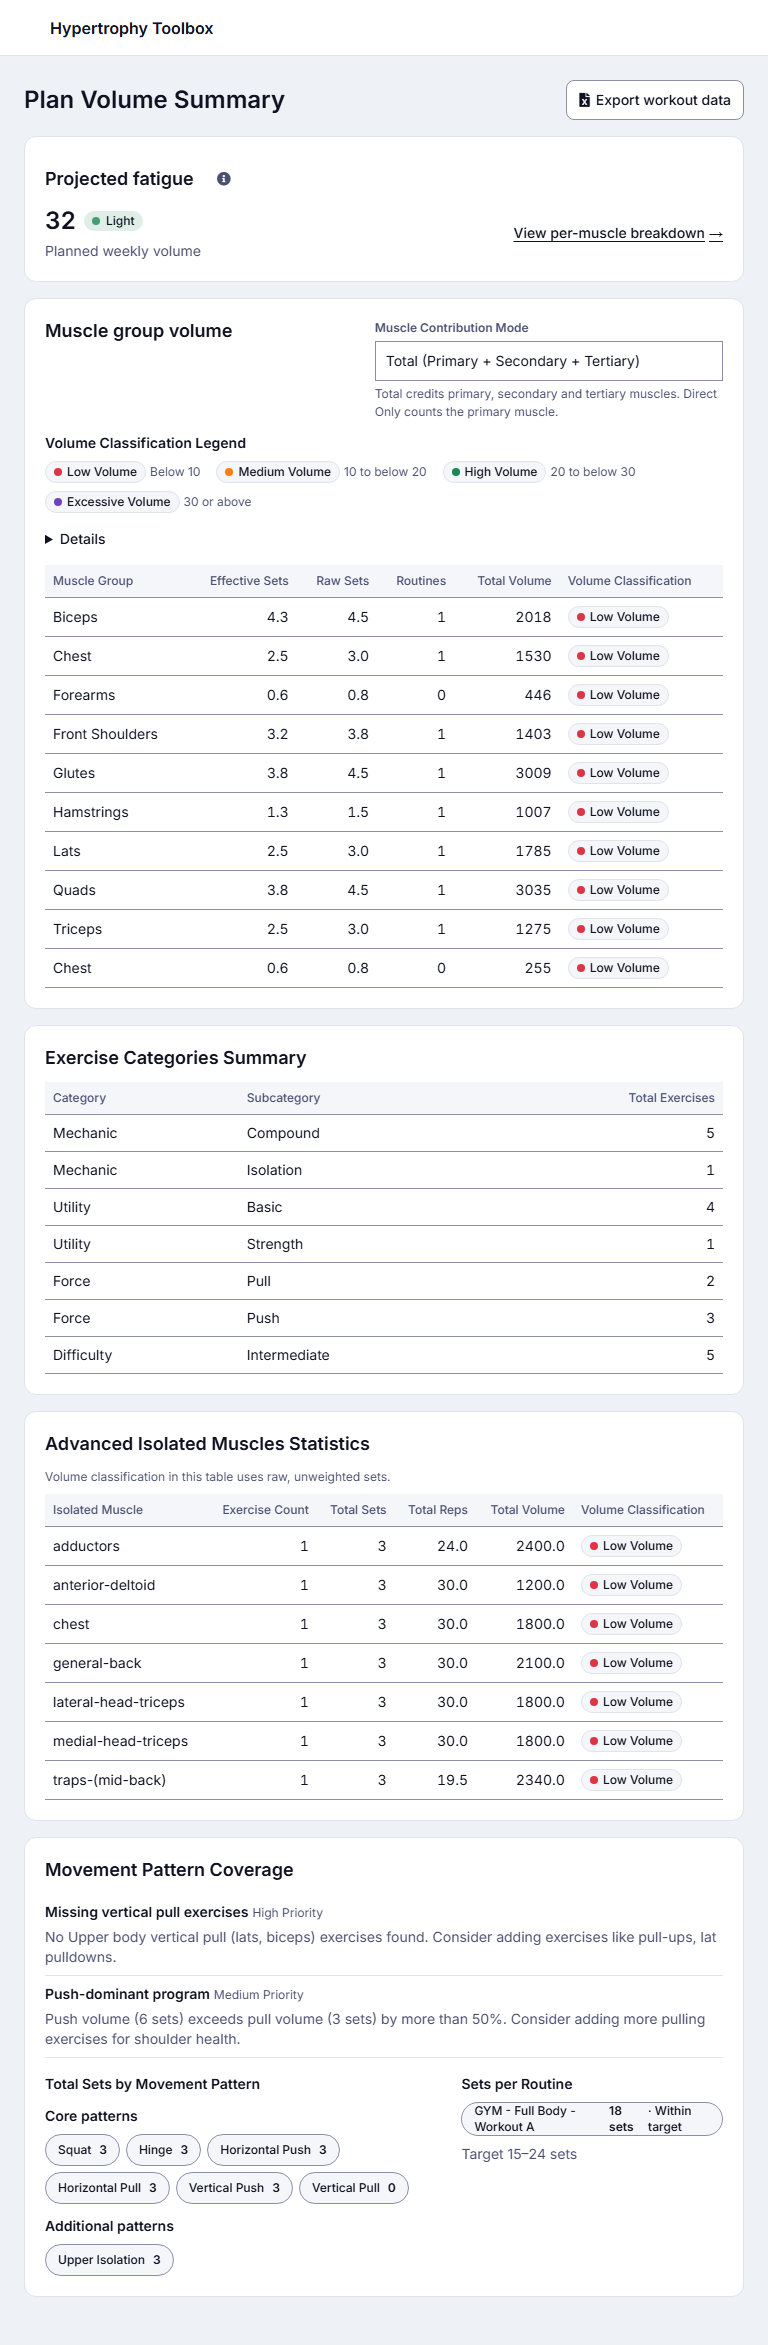 Hypertrophy Toolbox
Plan Volume Summary
Export workout data
Projected fatigue
32 Light
Planned weekly volume
View per-muscle breakdown →
Muscle group volume
Muscle Contribution Mode
Total (Primary + Secondary + Tertiary)
Total credits primary, secondary and tertiary muscles. Direct
Only counts the primary muscle.
Volume Classification Legend
Low Volume Below 10 Medium Volume 10 to below 20 High Volume 20 to below 30
Excessive Volume 30 or above
Details
Muscle Group Effective Sets Raw Sets Routines Total Volume Volume Classification
Biceps 4.3 4.5 1 2018 Low Volume
Chest 2.5 3.0 1 1530 Low Volume
Forearms 0.6 0.8 0 446 Low Volume
Front Shoulders 3.2 3.8 1 1403 Low Volume
Glutes 3.8 4.5 1 3009 Low Volume
Hamstrings 1.3 1.5 1 1007 Low Volume
Lats 2.5 3.0 1 1785 Low Volume
Quads 3.8 4.5 1 3035 Low Volume
Triceps 2.5 3.0 1 1275 Low Volume
Chest 0.6 0.8 0 255 Low Volume
Exercise Categories Summary
Category Subcategory Total Exercises
Mechanic Compound 5
Mechanic Isolation 1
Utility Basic 4
Utility Strength 1
Force Pull 2
Force Push 3
Difficulty Intermediate 5
Advanced Isolated Muscles Statistics
Volume classification in this table uses raw, unweighted sets.
Isolated Muscle Exercise Count Total Sets Total Reps Total Volume Volume Classification
adductors 1 3 24.0 2400.0 Low Volume
anterior-deltoid 1 3 30.0 1200.0 Low Volume
chest 1 3 30.0 1800.0 Low Volume
general-back 1 3 30.0 2100.0 Low Volume
lateral-head-triceps 1 3 30.0 1800.0 Low Volume
medial-head-triceps 1 3 30.0 1800.0 Low Volume
traps-(mid-back) 1 3 19.5 2340.0 Low Volume
Movement Pattern Coverage
Missing vertical pull exercises High Priority
No Upper body vertical pull (lats, biceps) exercises found. Consider adding exercises like pull-ups, lat
pulldowns.
Push-dominant program Medium Priority
Push volume (6 sets) exceeds pull volume (3 sets) by more than 50%. Consider adding more pulling
exercises for shoulder health.
Total Sets by Movement Pattern
Core patterns
Squat 3 Hinge 3 Horizontal Push 3
Horizontal Pull 3 Vertical Push 3 Vertical Pull 0
Additional patterns
Upper Isolation 3
Sets per Routine
GYM - Full Body - 18 · Within
Workout A sets target
Target 15–24 sets